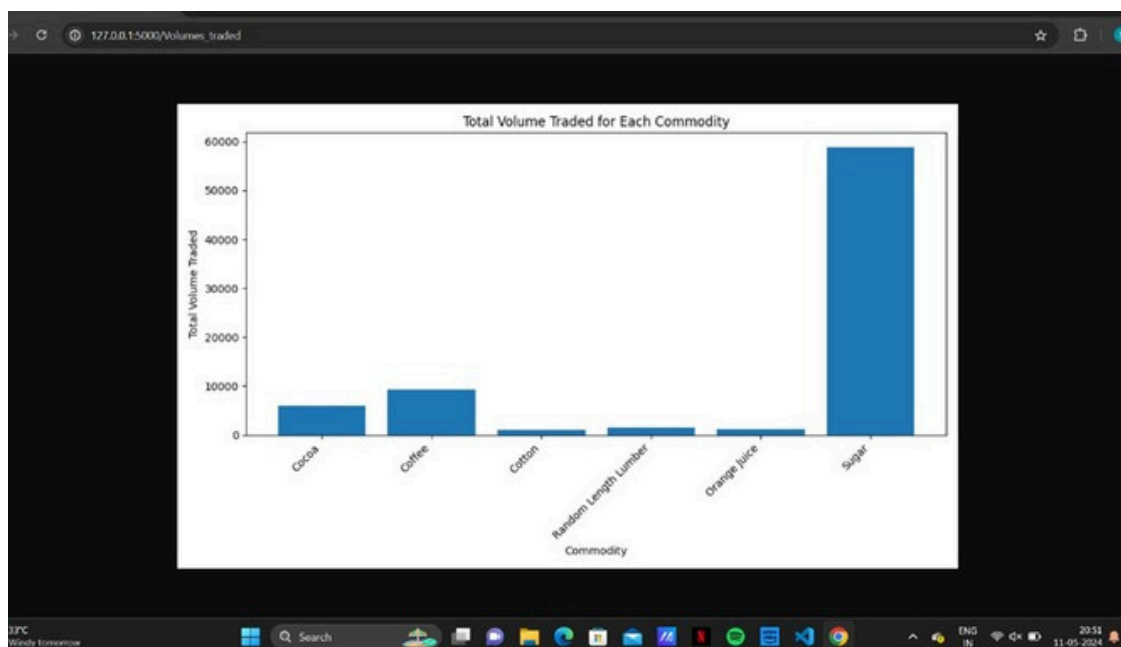 127.0.0.1:5000/Volumes_traded
Total Volume Traded for Each Commodity
60000
50000
40000
30000
20000
10000
0
Total Volume Traded
Cocoa
Coffee
Cotton
Random Length Lumber
Orange Juice
Sugar
Commodity
33°C
Windy tomorrow
Search
ENG
IN
20:51
11-05-2024